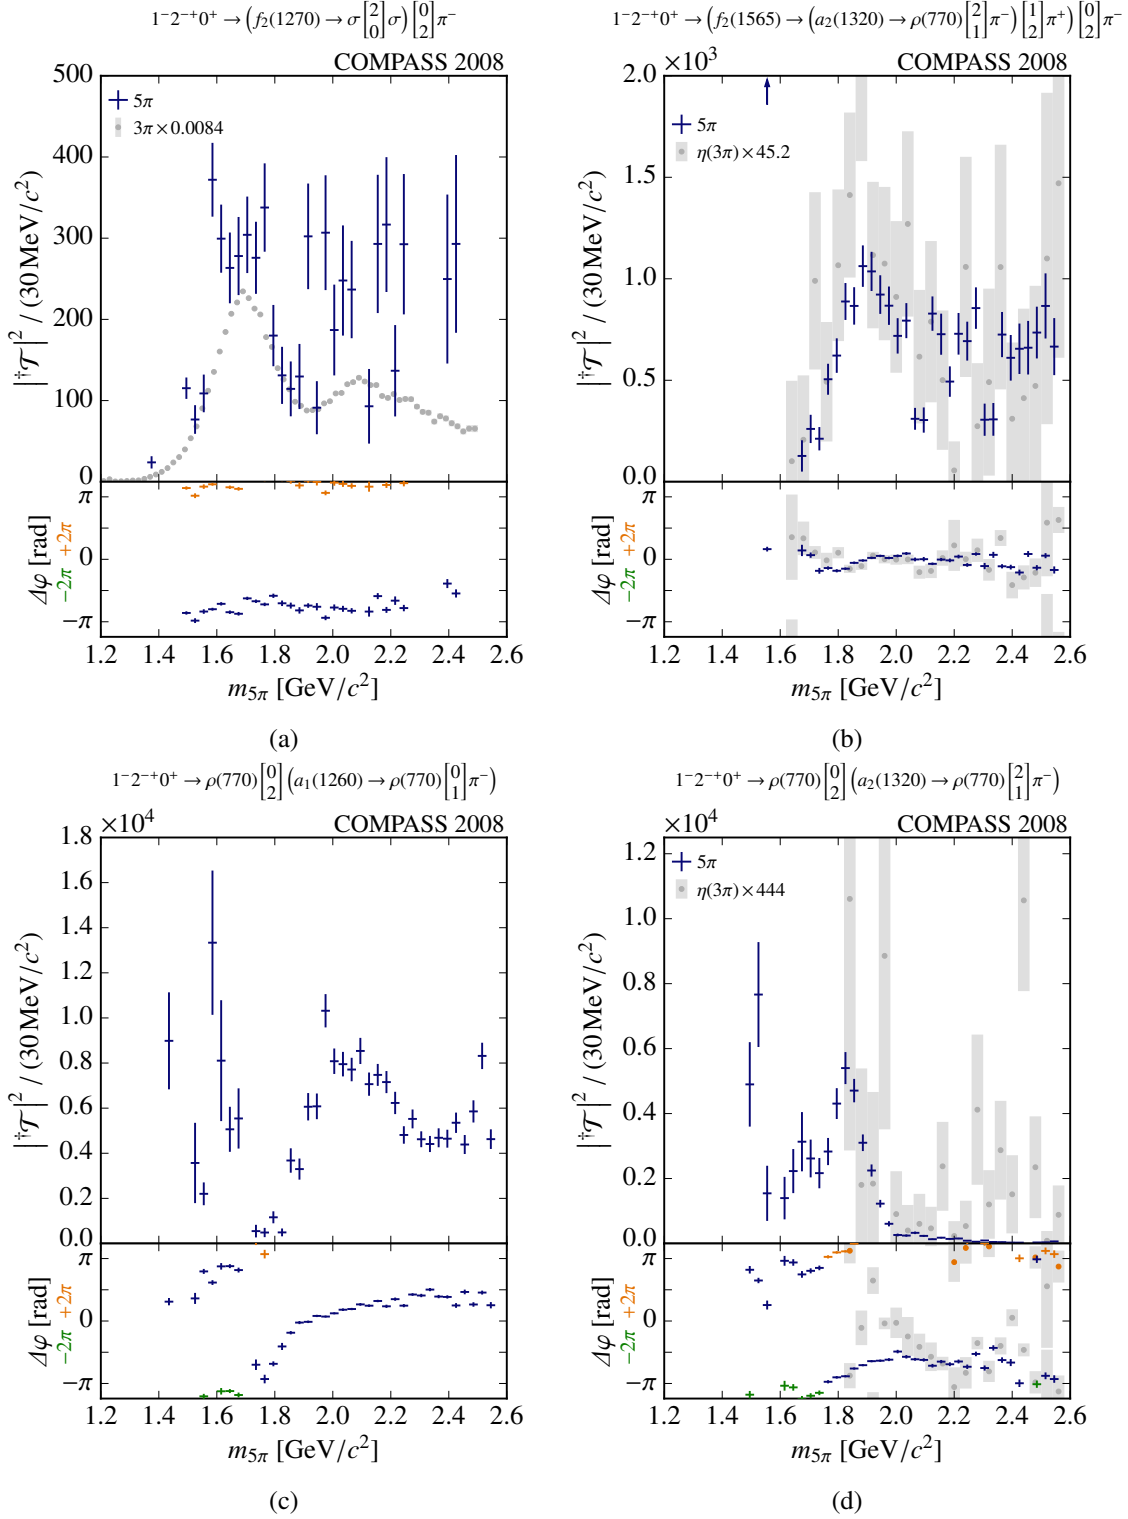 1⁻2⁻⁺0⁺ → (f₂(1270) → σ[2 0]σ)[0 2]π⁻
COMPASS 2008
500
400
300
200
100
0
|†𝒯|² / (30 MeV/c²)
5π
3π × 0.0084
π
0
−π
Δφ [rad]
−2π +2π
1.2 1.4 1.6 1.8 2.0 2.2 2.4 2.6
m₅π [GeV/c²]
(a)
1⁻2⁻⁺0⁺ → (f₂(1565) → (a₂(1320) → ρ(770)[2 1]π⁻)[1 2]π⁺)[0 2]π⁻
×10³
COMPASS 2008
2.0
1.5
1.0
0.5
0.0
|†𝒯|² / (30 MeV/c²)
5π
η(3π) × 45.2
π
0
−π
Δφ [rad]
−2π +2π
1.2 1.4 1.6 1.8 2.0 2.2 2.4 2.6
m₅π [GeV/c²]
(b)
1⁻2⁻⁺0⁺ → ρ(770)[0 2](a₁(1260) → ρ(770)[0 1]π⁻)
×10⁴
COMPASS 2008
1.8
1.6
1.4
1.2
1.0
0.8
0.6
0.4
0.2
0.0
|†𝒯|² / (30 MeV/c²)
π
0
−π
Δφ [rad]
−2π +2π
1.2 1.4 1.6 1.8 2.0 2.2 2.4 2.6
m₅π [GeV/c²]
(c)
1⁻2⁻⁺0⁺ → ρ(770)[0 2](a₂(1320) → ρ(770)[2 1]π⁻)
×10⁴
COMPASS 2008
1.2
1.0
0.8
0.6
0.4
0.2
0.0
|†𝒯|² / (30 MeV/c²)
5π
η(3π) × 444
π
0
−π
Δφ [rad]
−2π +2π
1.2 1.4 1.6 1.8 2.0 2.2 2.4 2.6
m₅π [GeV/c²]
(d)